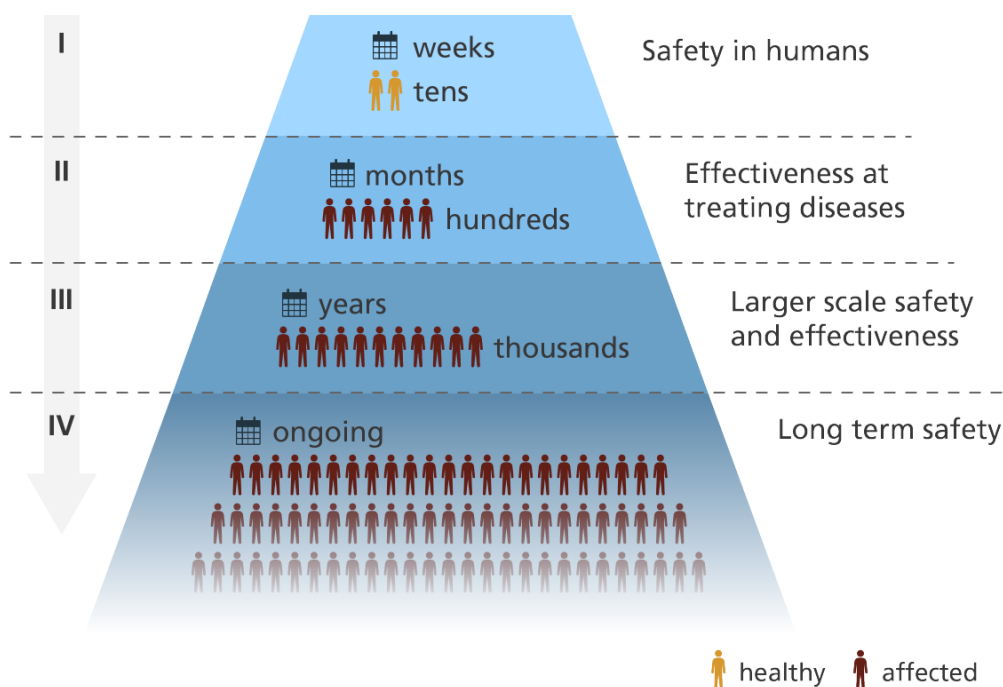 I
weeks
tens
Safety in humans
II
months
hundreds
Effectiveness at
treating diseases
III
years
thousands
Larger scale safety
and effectiveness
IV
ongoing
Long term safety
healthy
affected